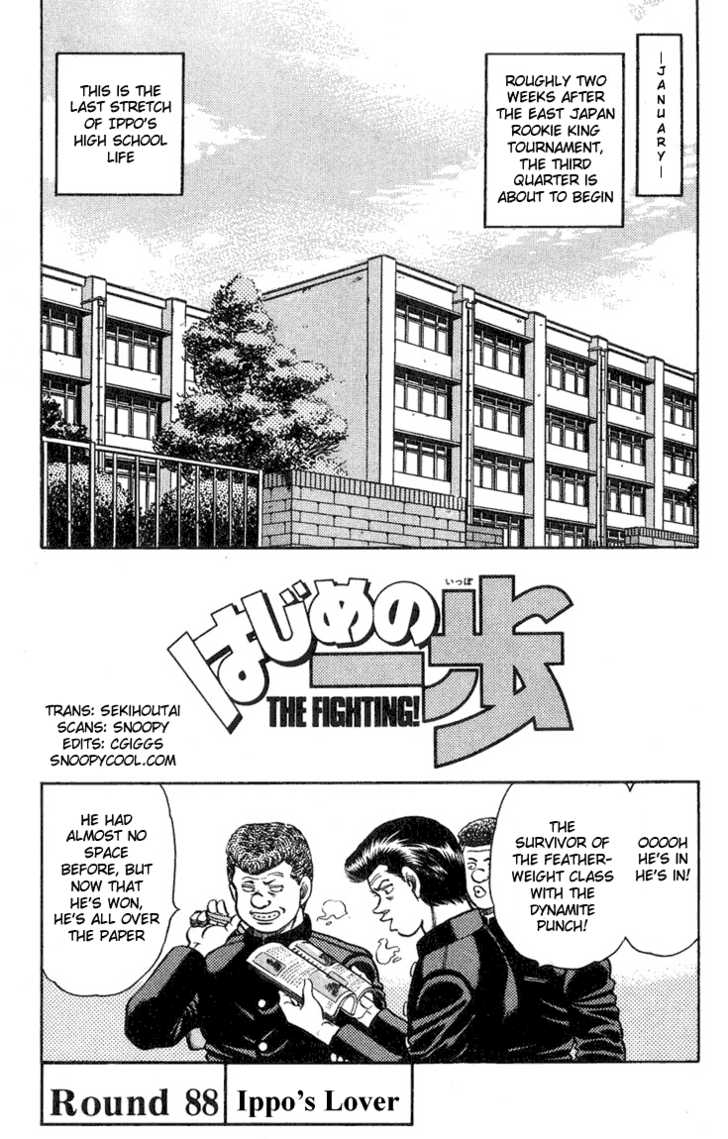 —JANUARY—
ROUGHLY TWO
WEEKS AFTER
THE EAST JAPAN
ROOKIE KING
TOURNAMENT,
THE THIRD
QUARTER IS
ABOUT TO BEGIN
THIS IS THE
LAST STRETCH
OF IPPO'S
HIGH SCHOOL
LIFE
はじめの一歩
いっぽ
THE FIGHTING!
TRANS: SEKIHOUTAI
SCANS: SNOOPY
EDITS: CGIGGS
SNOOPYCOOL.COM
OOOOH
HE'S IN
HE'S IN!
THE
SURVIVOR OF
THE FEATHER-
WEIGHT CLASS
WITH THE
DYNAMITE
PUNCH!
HE HAD
ALMOST NO
SPACE
BEFORE, BUT
NOW THAT
HE'S WON,
HE'S ALL OVER
THE PAPER
Round 88
Ippo's Lover